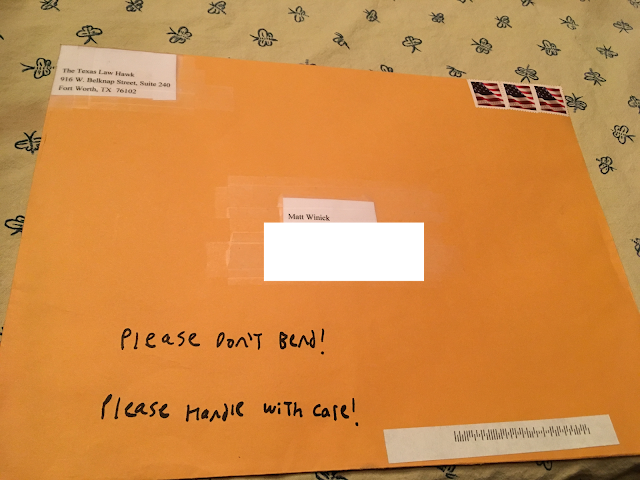 The Texas Law Hawk
916 W. Belknap Street, Suite 240
Fort Worth, TX 76102
Matt Winick
Please Don't Bend!
Please Handle with care!